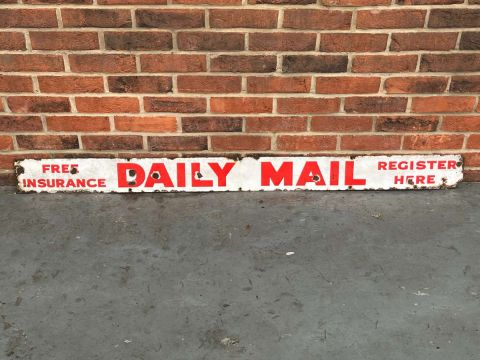 FREE
INSURANCE
DAILY MAIL
REGISTER
HERE